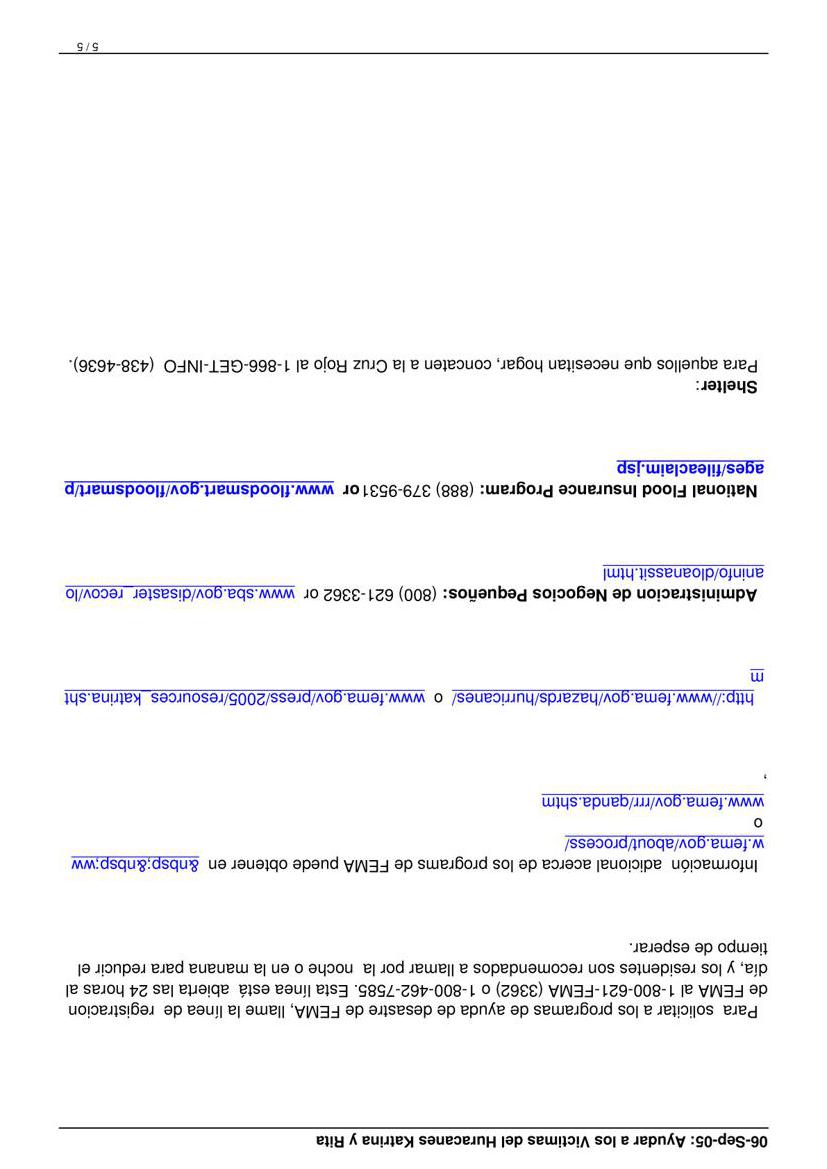 06-Sep-05: Ayudar a los Victimas del Huracanes Katrina y Rita
Para solicitar a los programas de ayuda de desastre de FEMA, llame la línea de registracion
de FEMA al 1-800-621-FEMA (3362) o 1-800-462-7585. Esta línea está abierta las 24 horas al
día, y los residentes son recomendados a llamar por la noche o en la manana para reducir el
tiempo de esperar.
Información adicional acerca de los programs de FEMA puede obtener en &nbsp;&nbsp;ww
w.fema.gov/about/process/
o
www.fema.gov/rrr/qanda.shtm
,
http://www.fema.gov/hazards/hurricanes/ o www.fema.gov/press/2005/resources_katrina.sht
m
Administracion de Negocios Pequeños: (800) 621-3362 or www.sba.gov/disaster_recov/lo
aninfo/dloanassit.html
National Flood Insurance Program: (888) 379-9531or www.floodsmart.gov/floodsmart/p
ages/fileaclaim.jsp
Shelter:
Para aquellos que necesitan hogar, concaten a la Cruz Rojo al 1-866-GET-INFO (438-4636).
5 / 5